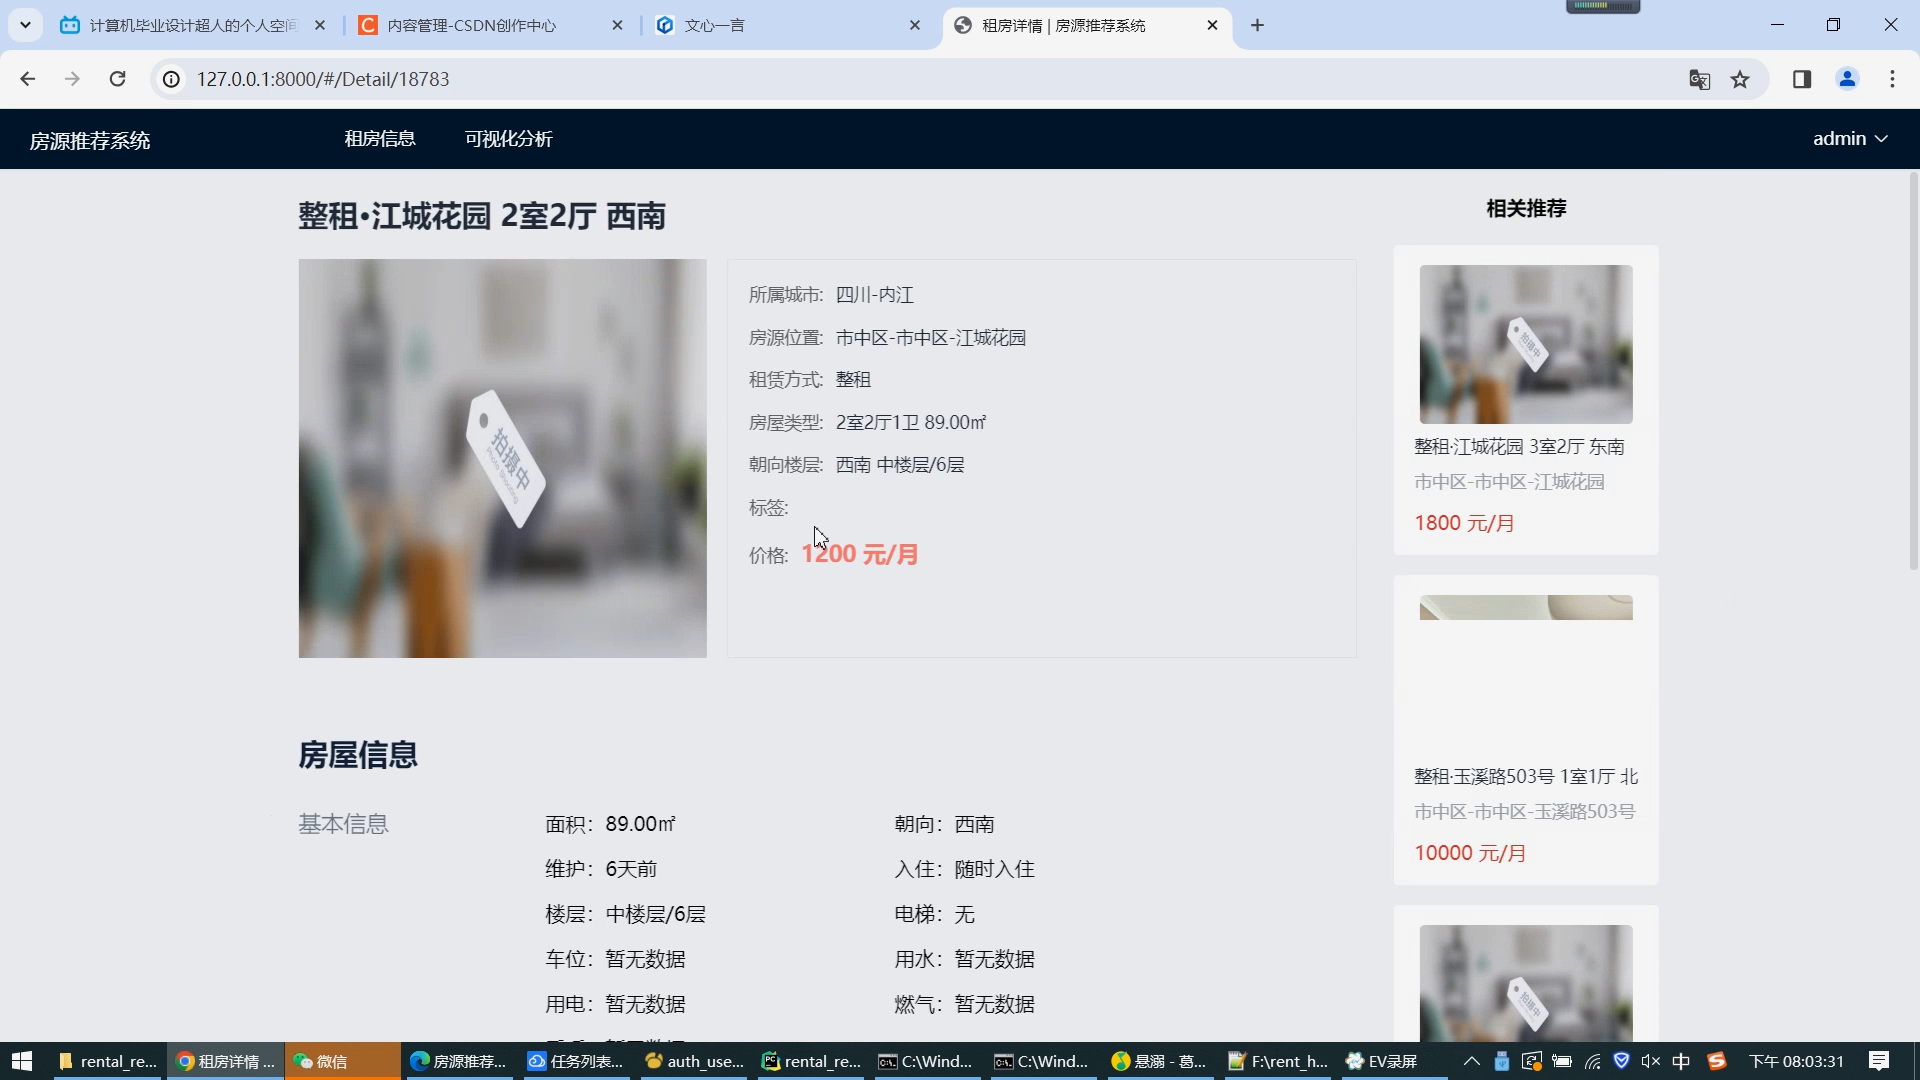 计算机毕业设计超人的个人空间
内容管理-CSDN创作中心
文心一言
租房详情 | 房源推荐系统
127.0.0.1:8000/#/Detail/18783
房源推荐系统
租房信息
可视化分析
admin
整租·江城花园 2室2厅 西南
拍摄中
Photo Shooting
所属城市: 四川-内江
房源位置: 市中区-市中区-江城花园
租赁方式: 整租
房屋类型: 2室2厅1卫 89.00㎡
朝向楼层: 西南 中楼层/6层
标签:
价格: 1200 元/月
相关推荐
拍摄中
整租·江城花园 3室2厅 东南
市中区-市中区-江城花园
1800 元/月
整租·玉溪路503号 1室1厅 北
市中区-市中区-玉溪路503号
10000 元/月
拍摄中
房屋信息
基本信息
面积：89.00㎡
朝向：西南
维护：6天前
入住：随时入住
楼层：中楼层/6层
电梯：无
车位：暂无数据
用水：暂无数据
用电：暂无数据
燃气：暂无数据
rental_re...
租房详情 ...
微信
房源推荐...
任务列表...
auth_use...
rental_re...
C:\Wind...
C:\Wind...
悬溺 - 葛...
F:\rent_h...
EV录屏
中
下午 08:03:31